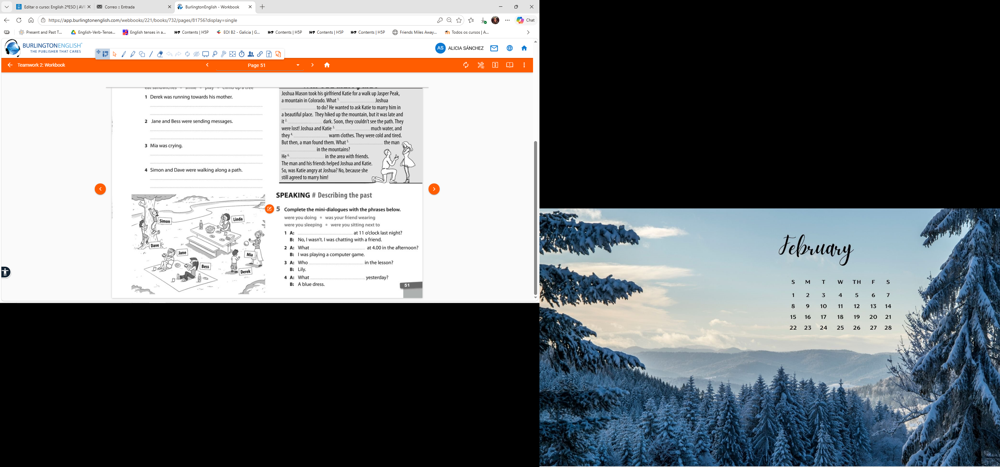 Editar o curso: English 2ºESO | AVR
Correo :: Entrada
BurlingtonEnglish - Workbook
https://app.burlingtonenglish.com/webbooks/221/books/732/pages/81756?display=single
Chat
Present and Past T...
English-Verb-Tense...
English tenses in a...
H-P Contents | H5P
EOI B2 - Galicia | G...
H-P Contents | H5P
H-P Contents | H5P
H-P Contents | H5P
Friends Miles Away...
Todos os cursos | A...
BURLINGTONENGLISH®
THE PUBLISHER THAT CARES
AS ALICIA SÁNCHEZ
Teamwork 2: Workbook
Page 51
eat sandwiches • smile • play • climb up a tree
1 Derek was running towards his mother.
2 Jane and Bess were sending messages.
3 Mia was crying.
4 Simon and Dave were walking along a path.
Simon
Linda
Dave
Jane
Mia
Bess
Derek
Joshua Mason took his girlfriend Katie for a walk up Jasper Peak,
a mountain in Colorado. What 1. Joshua
to do? He wanted to ask Katie to marry him in
a beautiful place. They hiked up the mountain, but it was late and
it 2. dark. Soon, they couldn't see the path. They
were lost! Joshua and Katie 3. much water, and
they 4. warm clothes. They were cold and tired.
But then, a man found them. What 5. the man
in the mountains?
He 6. in the area with friends.
The man and his friends helped Joshua and Katie.
So, was Katie angry at Joshua? No, because she
still agreed to marry him!
SPEAKING # Describing the past
5 Complete the mini-dialogues with the phrases below.
were you doing • was your friend wearing
were you sleeping • were you sitting next to
1 A: at 11 o'clock last night?
B: No, I wasn't. I was chatting with a friend.
2 A: What at 4.00 in the afternoon?
B: I was playing a computer game.
3 A: Who in the lesson?
B: Lily.
4 A: What yesterday?
B: A blue dress.
51
February
S M T W TH F S
1 2 3 4 5 6 7
8 9 10 11 12 13 14
15 16 17 18 19 20 21
22 23 24 25 26 27 28